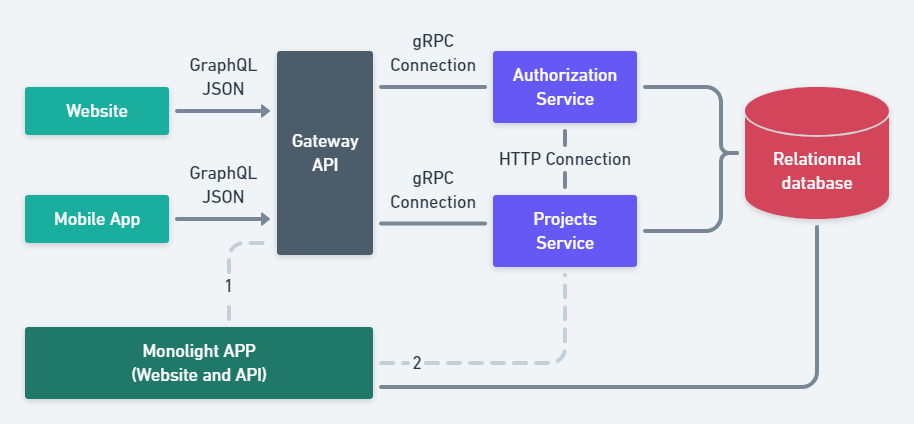 GraphQL
JSON
Website
GraphQL
JSON
Mobile App
Gateway
API
gRPC
Connection
gRPC
Connection
Authorization
Service
HTTP Connection
Projects
Service
Relationnal
database
1
Monolight APP
(Website and API)
2